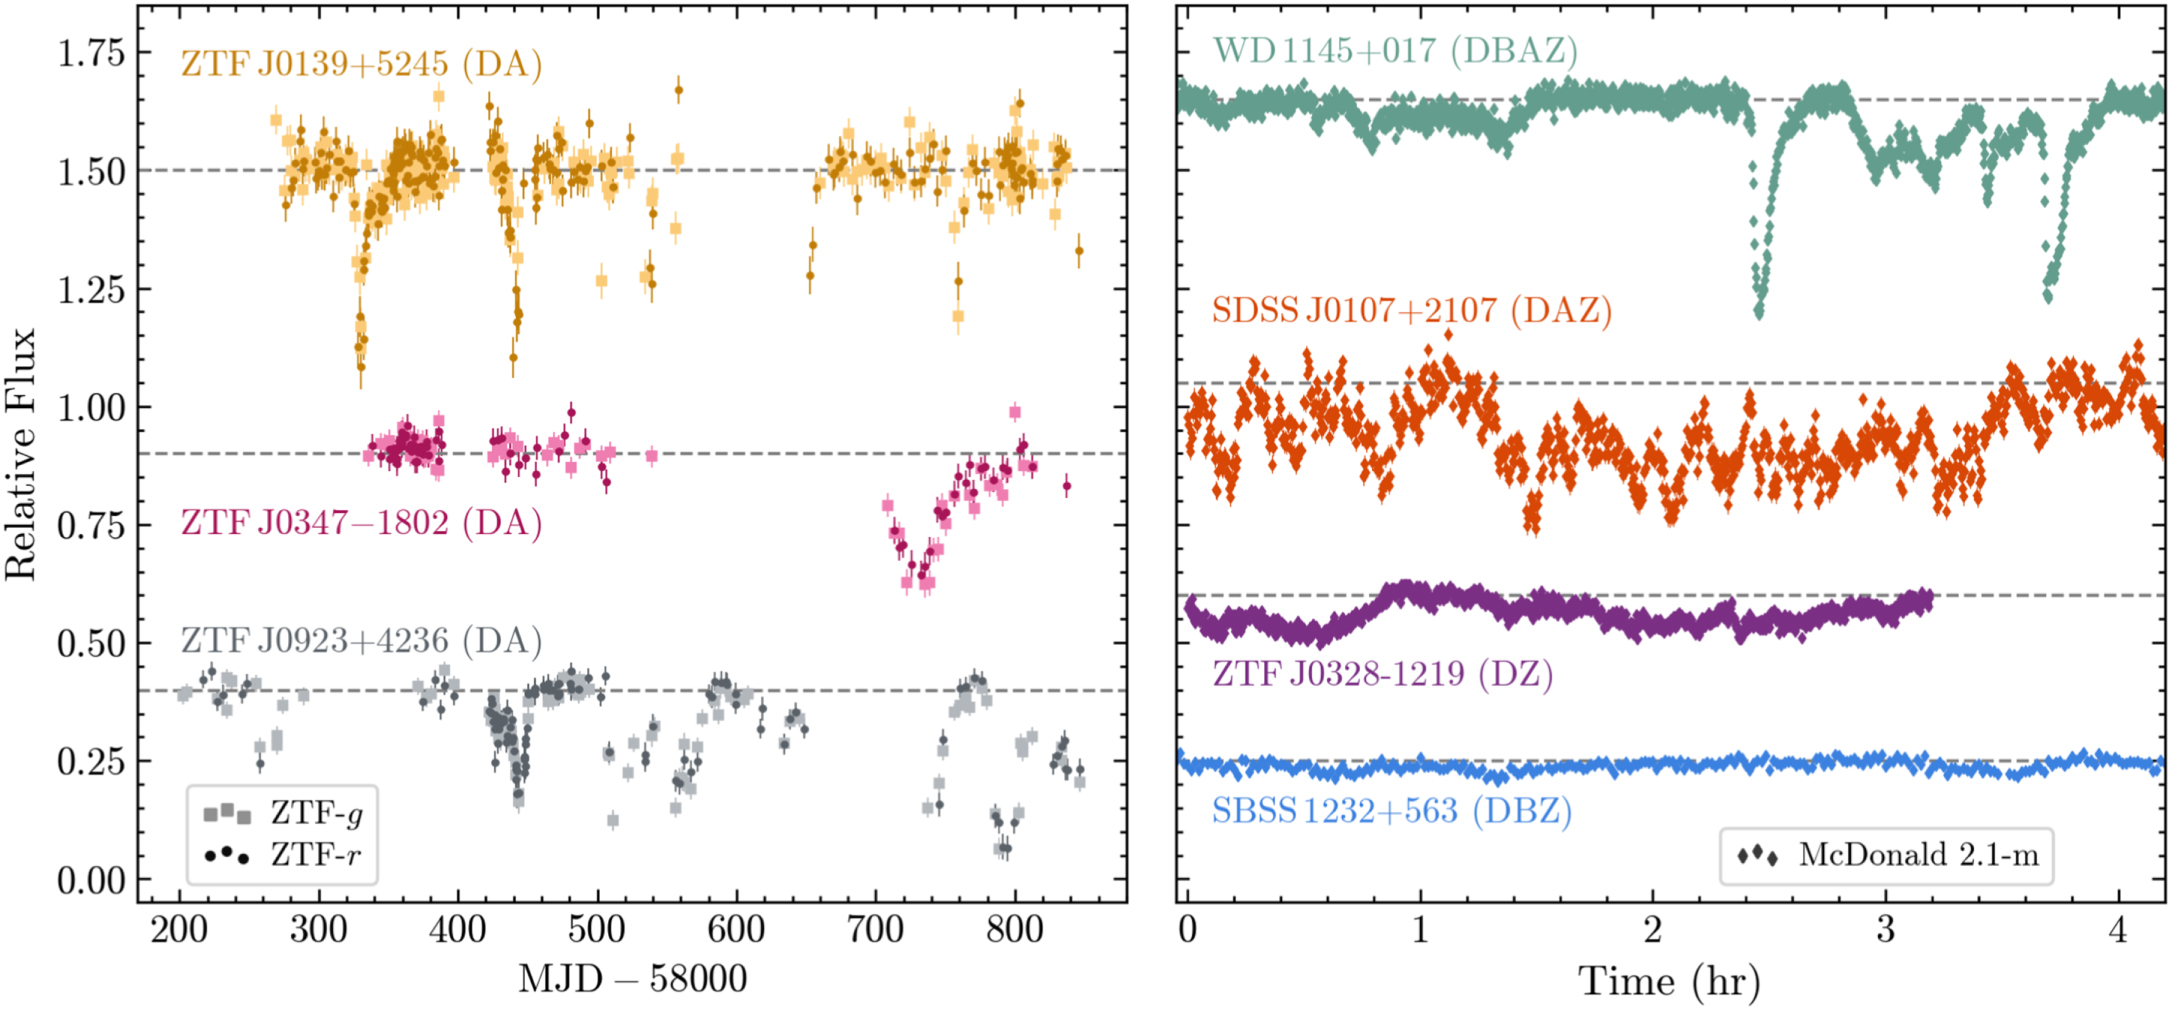 Relative Flux
1.75
1.50
1.25
1.00
0.75
0.50
0.25
0.00
ZTF J0139+5245 (DA)
ZTF J0347−1802 (DA)
ZTF J0923+4236 (DA)
ZTF-g
ZTF-r
200 300 400 500 600 700 800
MJD − 58000
WD 1145+017 (DBAZ)
SDSS J0107+2107 (DAZ)
ZTF J0328-1219 (DZ)
SBSS 1232+563 (DBZ)
McDonald 2.1-m
0 1 2 3 4
Time (hr)